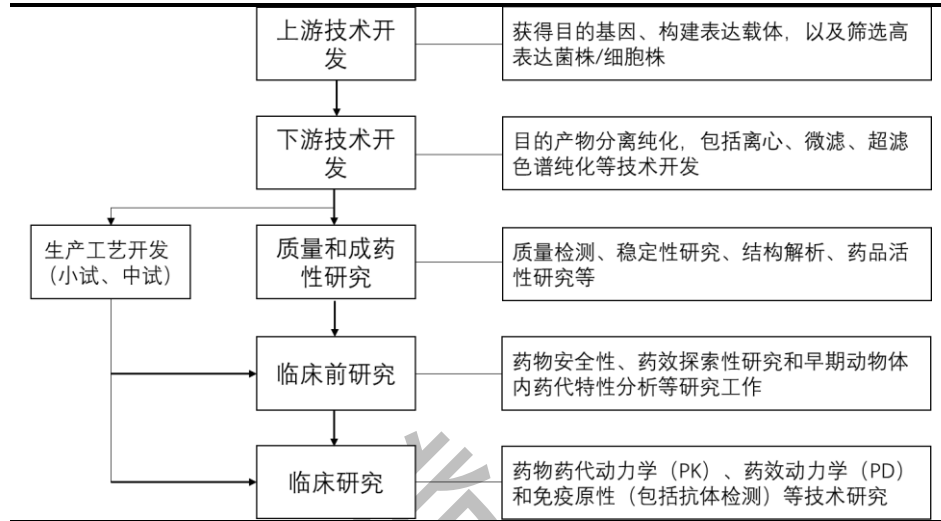 上游技术开
发
获得目的基因、构建表达载体，以及筛选高
表达菌株/细胞株
下游技术开
发
目的产物分离纯化，包括离心、微滤、超滤
色谱纯化等技术开发
生产工艺开发
（小试、中试）
质量和成药
性研究
质量检测、稳定性研究、结构解析、药品活
性研究等
临床前研究
药物安全性、药效探索性研究和早期动物体
内药代特性分析等研究工作
临床研究
药物药代动力学（PK）、药效动力学（PD）
和免疫原性（包括抗体检测）等技术研究